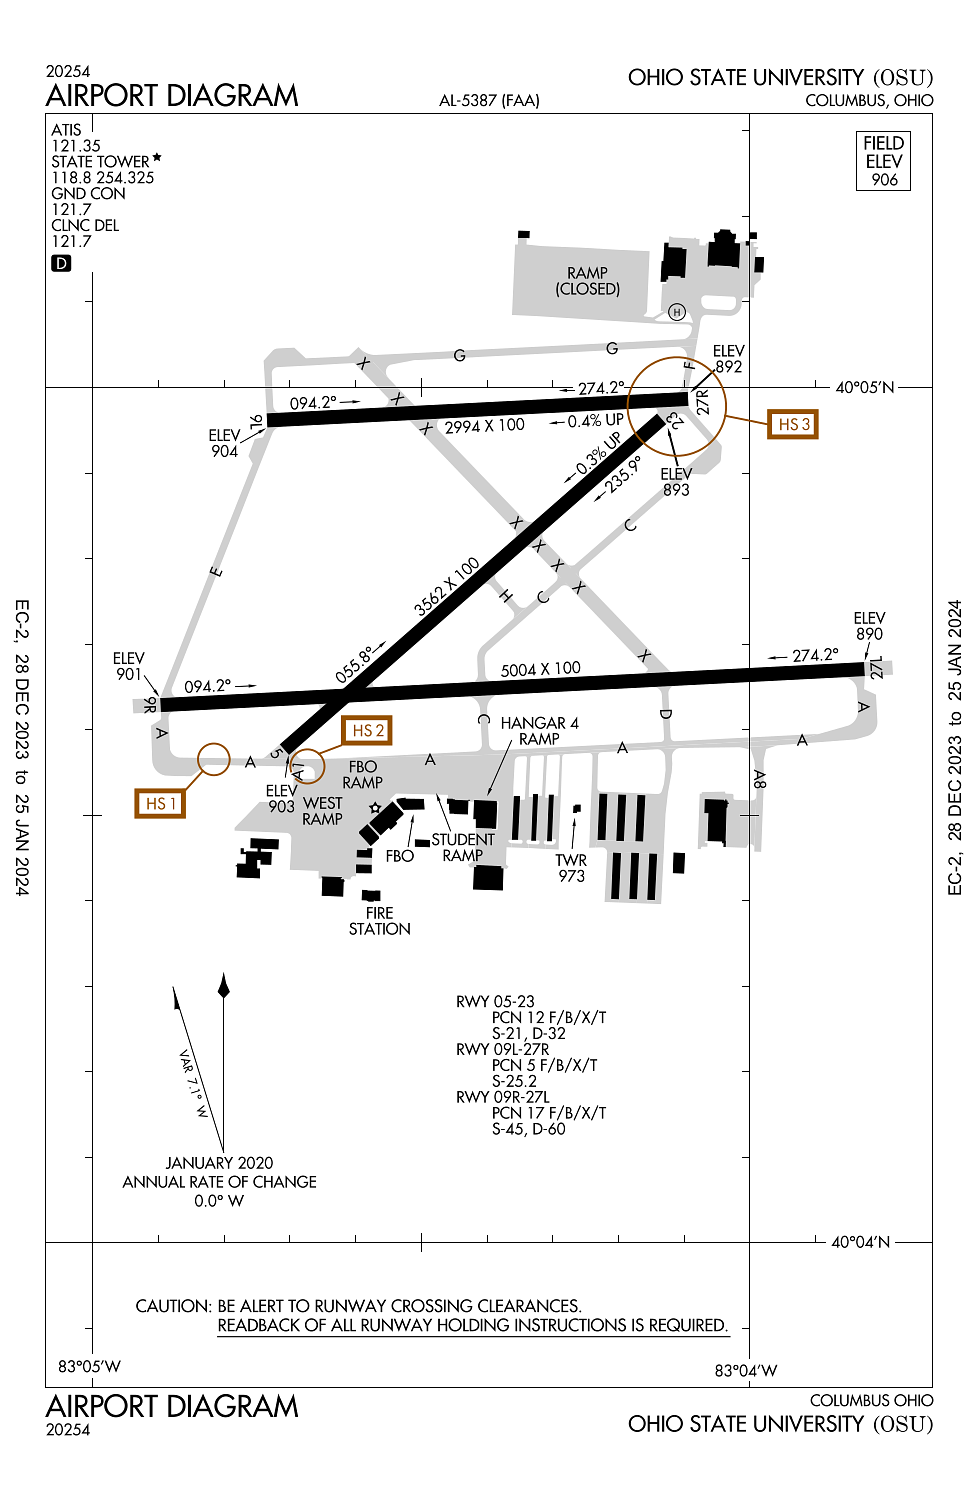 20254
AIRPORT DIAGRAM
AL-5387 (FAA)
OHIO STATE UNIVERSITY (OSU)
COLUMBUS, OHIO
ATIS
121.35
STATE TOWER★
118.8 254.325
GND CON
121.7
CLNC DEL
121.7
D
FIELD
ELEV
906
RAMP
(CLOSED)
H
G
G
X
F
ELEV
892
40°05'N
274.2°
094.2°
X
27R
9L
2994 X 100
0.4% UP
X
23
HS 3
ELEV
904
0.3% UP
235.9°
ELEV
893
X
C
X
X
E
X
3562 X 100
H
C
ELEV
890
X
ELEV
901
055.8°
5004 X 100
274.2°
27L
094.2°
9R
A
C
D
A
HS 2
HANGAR 4
RAMP
5
A
A1
FBO
RAMP
A
A
A
A8
HS 1
ELEV
903
WEST
RAMP
FBO
STUDENT
RAMP
TWR
973
FIRE
STATION
EC-2, 28 DEC 2023 to 25 JAN 2024
EC-2, 28 DEC 2023 to 25 JAN 2024
VAR 7.1° W
JANUARY 2020
ANNUAL RATE OF CHANGE
0.0° W
RWY 05-23
PCN 12 F/B/X/T
S-21, D-32
RWY 09L-27R
PCN 5 F/B/X/T
S-25.2
RWY 09R-27L
PCN 17 F/B/X/T
S-45, D-60
40°04'N
CAUTION: BE ALERT TO RUNWAY CROSSING CLEARANCES.
READBACK OF ALL RUNWAY HOLDING INSTRUCTIONS IS REQUIRED.
83°05'W
83°04'W
AIRPORT DIAGRAM
20254
COLUMBUS OHIO
OHIO STATE UNIVERSITY (OSU)